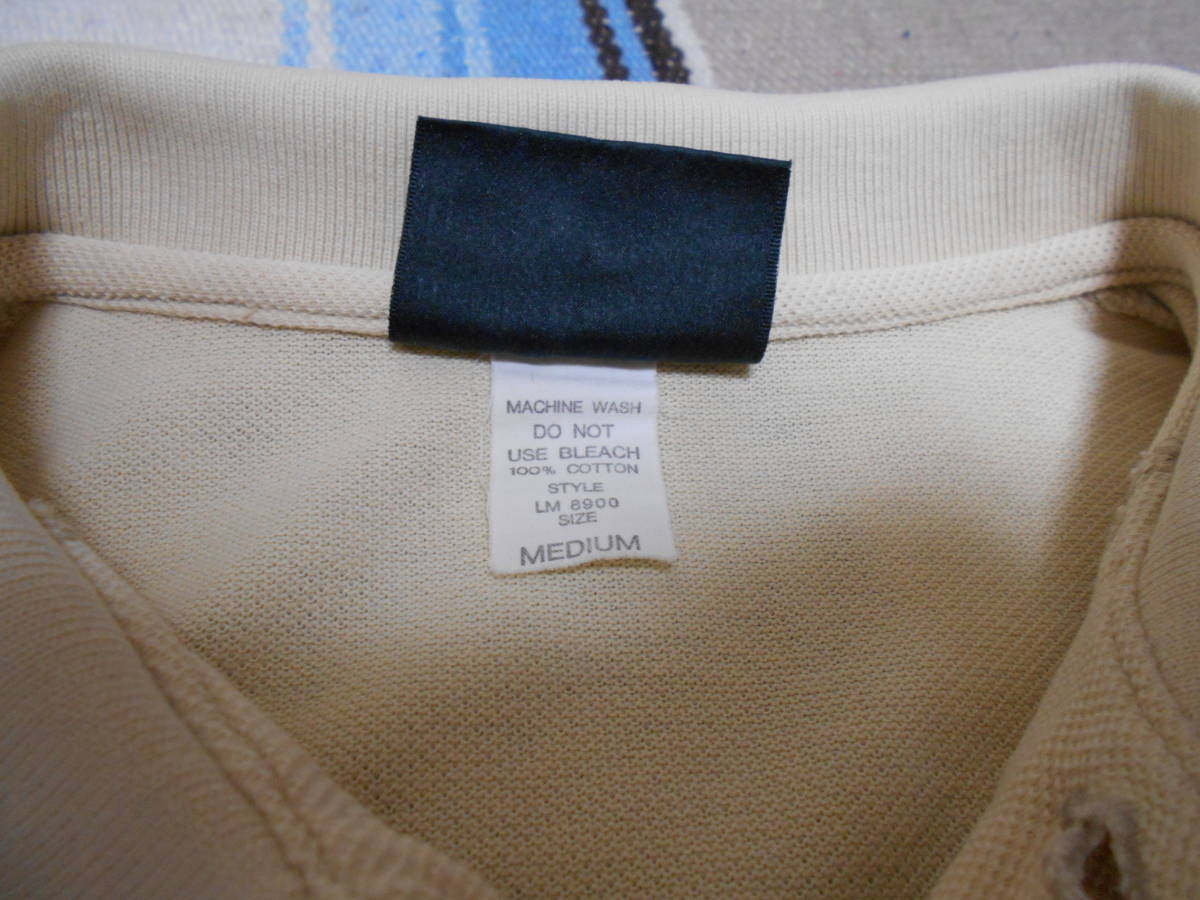 MACHINE WASH
DO NOT
USE BLEACH
100% COTTON
STYLE
LM 8900
SIZE
MEDIUM